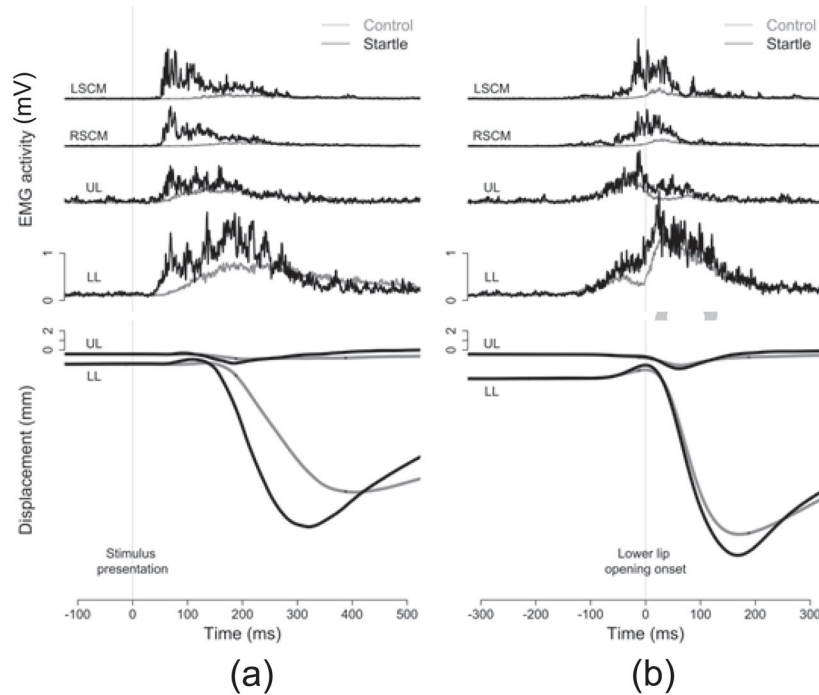 Control
Startle
LSCM
RSCM
UL
LL
EMG activity (mV)
1
0
2
0
UL
LL
Displacement (mm)
Stimulus
presentation
-100 0 100 200 300 400 500
Time (ms)
(a)
Control
Startle
LSCM
RSCM
UL
LL
1
0
2
0
UL
LL
Lower lip
opening onset
-300 -200 -100 0 100 200 300
Time (ms)
(b)